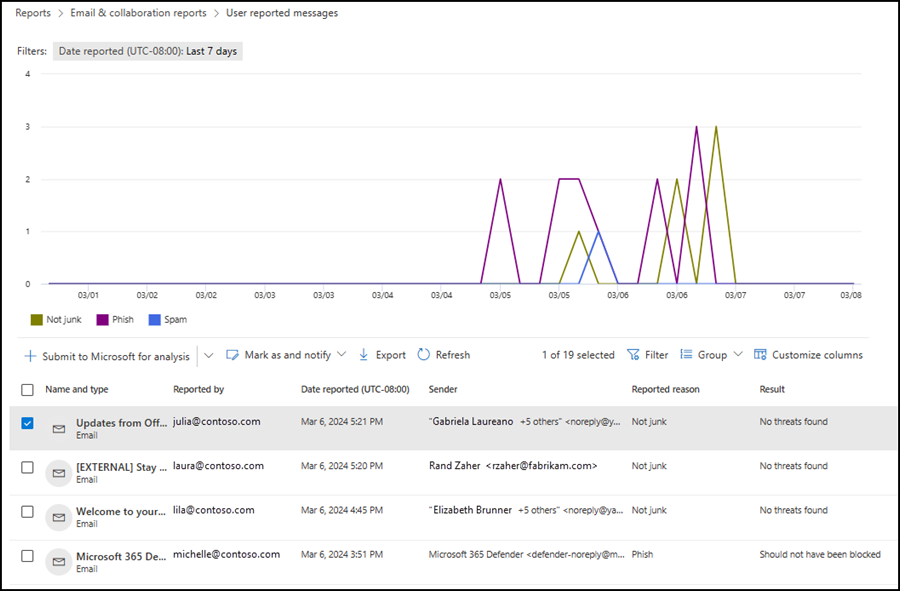 Reports > Email & collaboration reports > User reported messages
Filters: Date reported (UTC-08:00): Last 7 days
4
3
2
1
0
03/01 03/02 03/02 03/03 03/03 03/04 03/04 03/05 03/05 03/06 03/06 03/07 03/07 03/08
Not junk Phish Spam
Submit to Microsoft for analysis Mark as and notify Export Refresh 1 of 19 selected Filter Group Customize columns
Name and type Reported by Date reported (UTC-08:00) Sender Reported reason Result
Updates from Off... julia@contoso.com Mar 6, 2024 5:21 PM "Gabriela Laureano +5 others" <noreply@y... Not junk No threats found
Email
[EXTERNAL] Stay ... laura@contoso.com Mar 6, 2024 5:20 PM Rand Zaher <rzaher@fabrikam.com> Not junk No threats found
Email
Welcome to your... lila@contoso.com Mar 6, 2024 4:45 PM "Elizabeth Brunner +5 others" <noreply@ya... Not junk No threats found
Email
Microsoft 365 De... michelle@contoso.com Mar 6, 2024 3:51 PM Microsoft 365 Defender <defender-noreply@m... Phish Should not have been blocked
Email